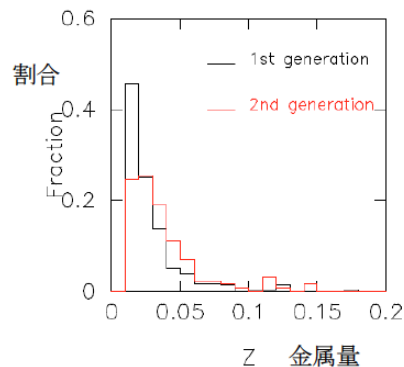 0.6
1st generation
割合
2nd generation
0.4
Fraction
0.2
0
0 0.05 0.1 0.15 0.2
Z 金属量